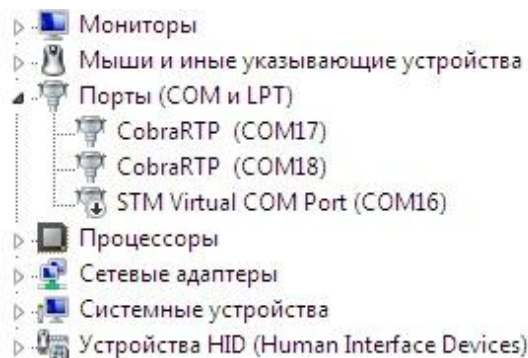 Мониторы
Мыши и иные указывающие устройства
Порты (COM и LPT)
CobraRTP (COM17)
CobraRTP (COM18)
STM Virtual COM Port (COM16)
Процессоры
Сетевые адаптеры
Системные устройства
Устройства HID (Human Interface Devices)